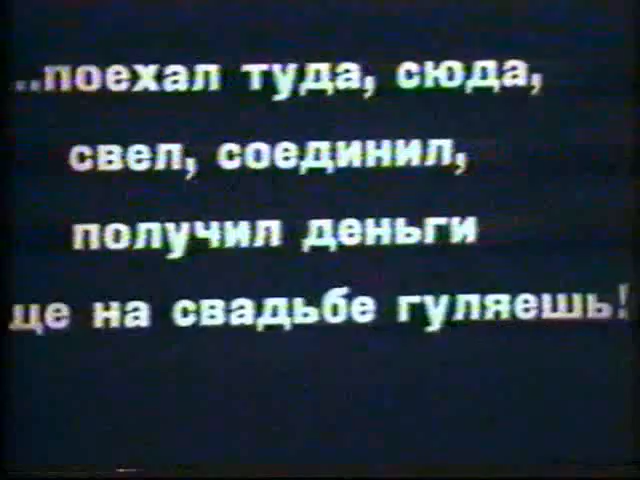 ..поехал туда, сюда,
свел, соединил,
получил деньги
це на свадьбе гуляешь!